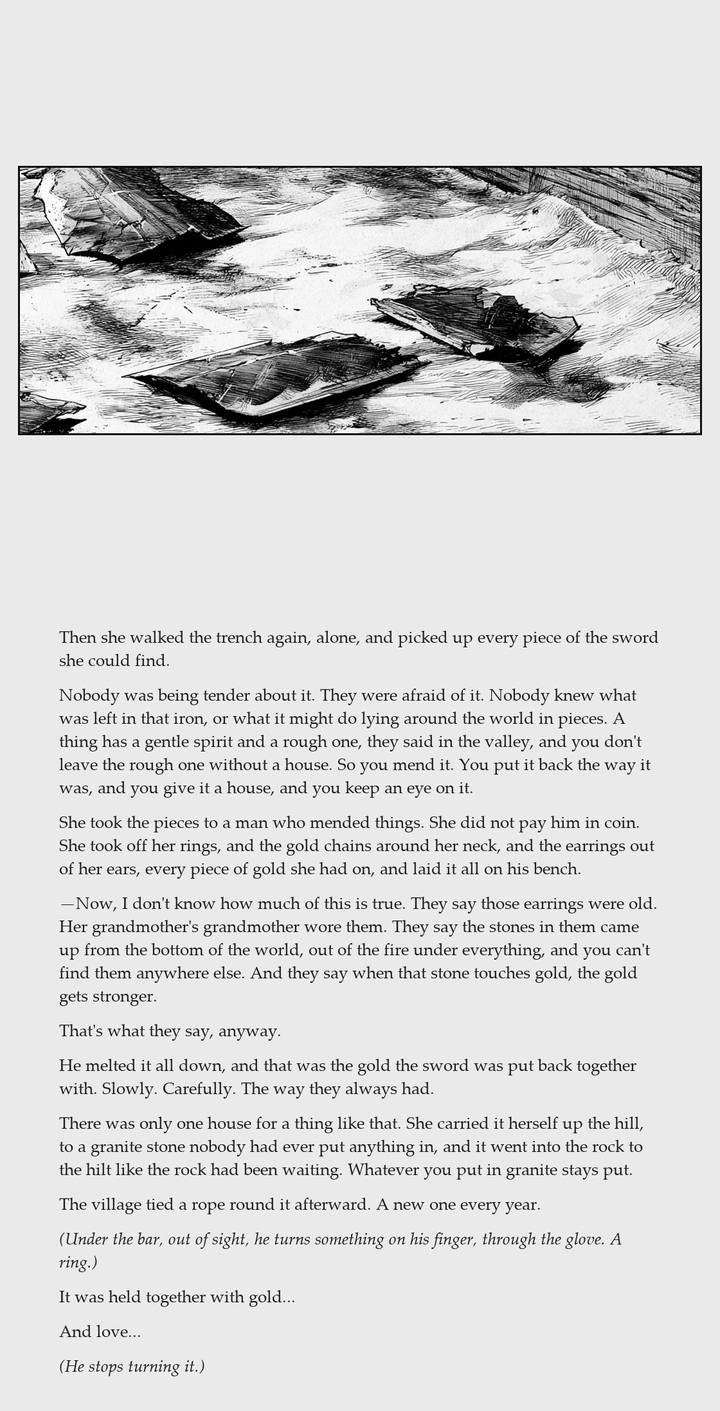 Then she walked the trench again, alone, and picked up every piece of the sword
she could find.
Nobody was being tender about it. They were afraid of it. Nobody knew what
was left in that iron, or what it might do lying around the world in pieces. A
thing has a gentle spirit and a rough one, they said in the valley, and you don't
leave the rough one without a house. So you mend it. You put it back the way it
was, and you give it a house, and you keep an eye on it.
She took the pieces to a man who mended things. She did not pay him in coin.
She took off her rings, and the gold chains around her neck, and the earrings out
of her ears, every piece of gold she had on, and laid it all on his bench.
—Now, I don't know how much of this is true. They say those earrings were old.
Her grandmother's grandmother wore them. They say the stones in them came
up from the bottom of the world, out of the fire under everything, and you can't
find them anywhere else. And they say when that stone touches gold, the gold
gets stronger.
That's what they say, anyway.
He melted it all down, and that was the gold the sword was put back together
with. Slowly. Carefully. The way they always had.
There was only one house for a thing like that. She carried it herself up the hill,
to a granite stone nobody had ever put anything in, and it went into the rock to
the hilt like the rock had been waiting. Whatever you put in granite stays put.
The village tied a rope round it afterward. A new one every year.
(Under the bar, out of sight, he turns something on his finger, through the glove. A
ring.)
It was held together with gold...
And love...
(He stops turning it.)